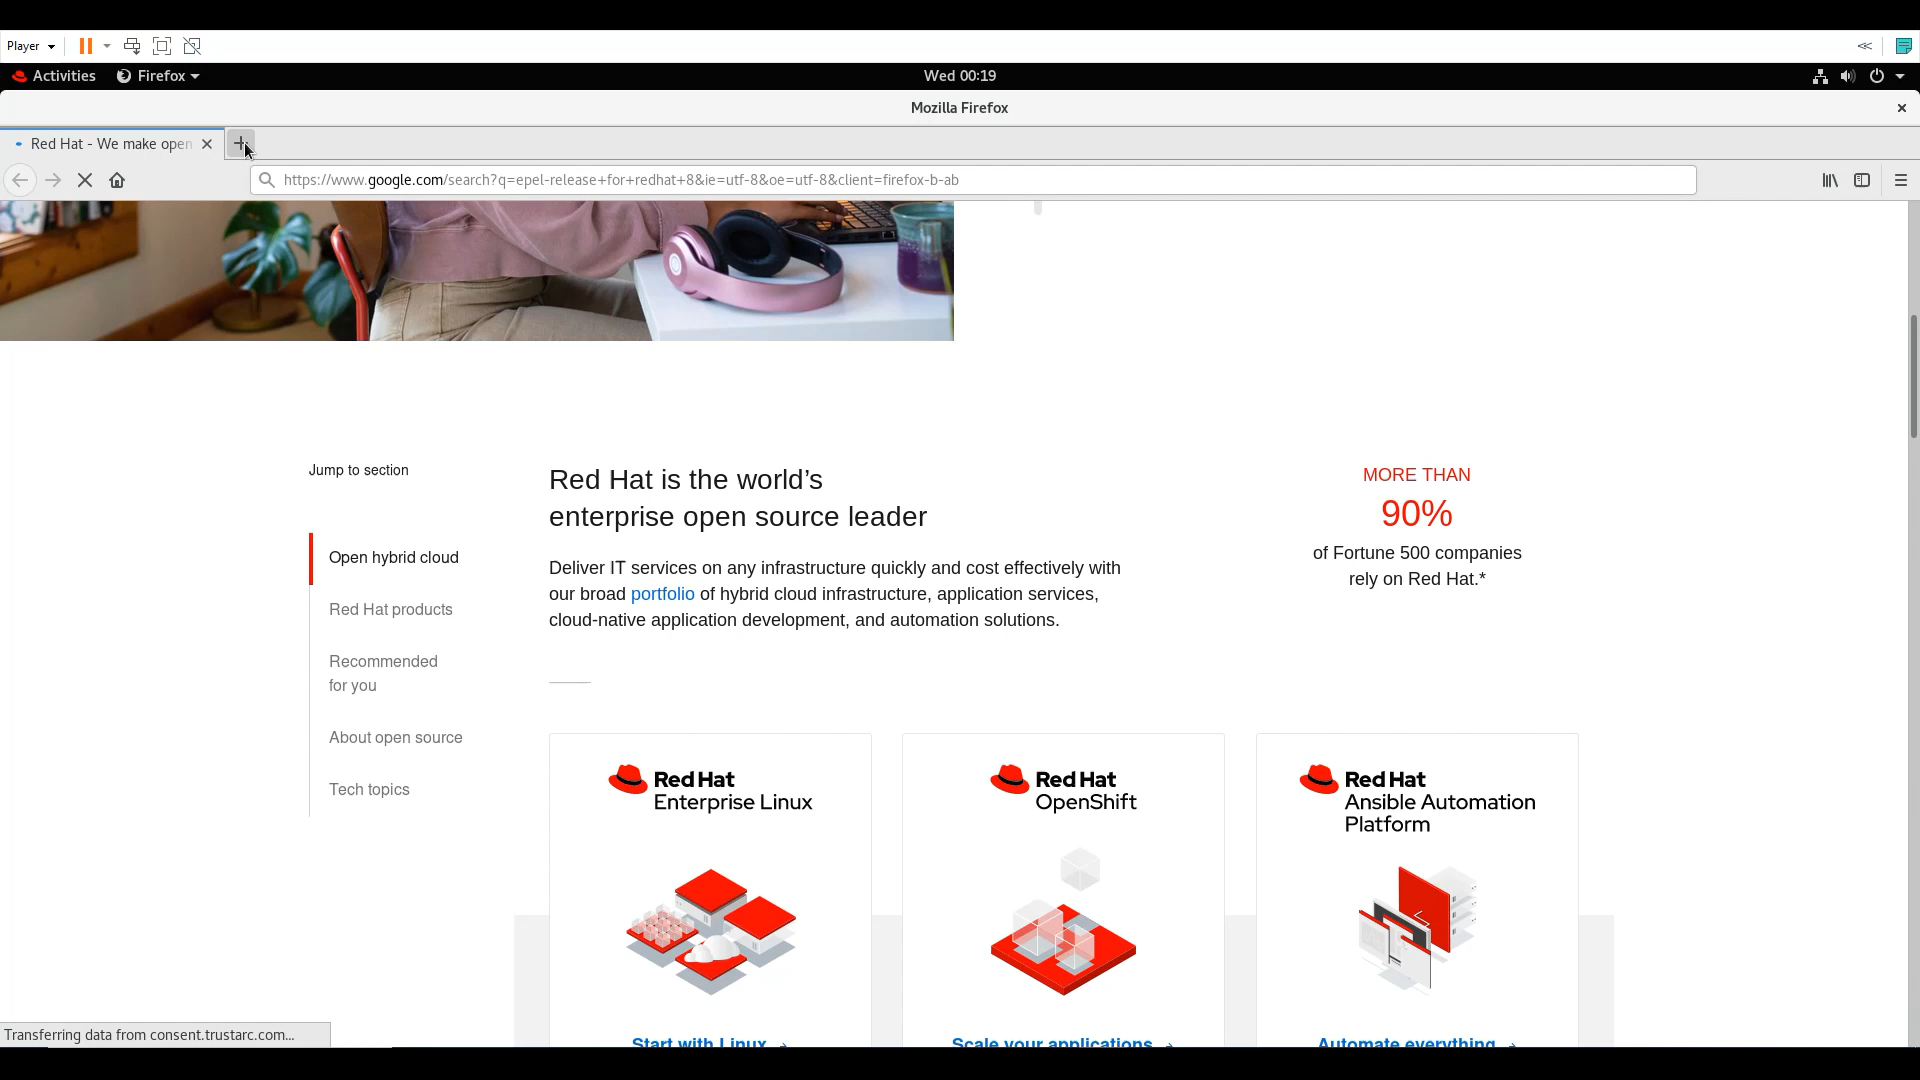 Player
Activities Firefox Wed 00:19
Mozilla Firefox
Red Hat - We make open
https://www.google.com/search?q=epel-release+for+redhat+8&ie=utf-8&oe=utf-8&client=firefox-b-ab
Jump to section
Open hybrid cloud
Red Hat products
Recommended
for you
About open source
Tech topics
Red Hat is the world’s
enterprise open source leader
Deliver IT services on any infrastructure quickly and cost effectively with
our broad portfolio of hybrid cloud infrastructure, application services,
cloud-native application development, and automation solutions.
MORE THAN
90%
of Fortune 500 companies
rely on Red Hat.*
Red Hat
Enterprise Linux
Red Hat
OpenShift
Red Hat
Ansible Automation
Platform
Start with Linux
Scale your applications
Automate everything
Transferring data from consent.trustarc.com...